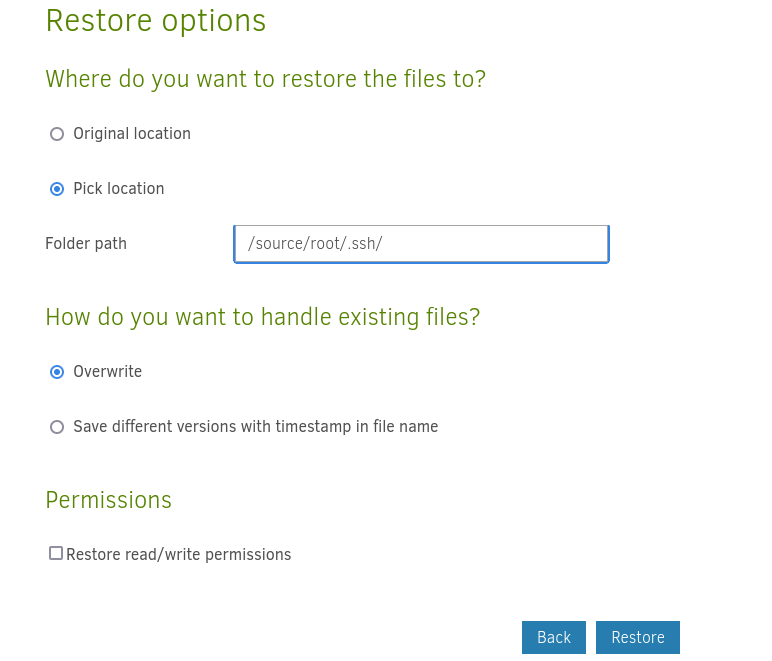 Restore options
Where do you want to restore the files to?
Original location
Pick location
Folder path
/source/root/.ssh/
How do you want to handle existing files?
Overwrite
Save different versions with timestamp in file name
Permissions
Restore read/write permissions
Back Restore